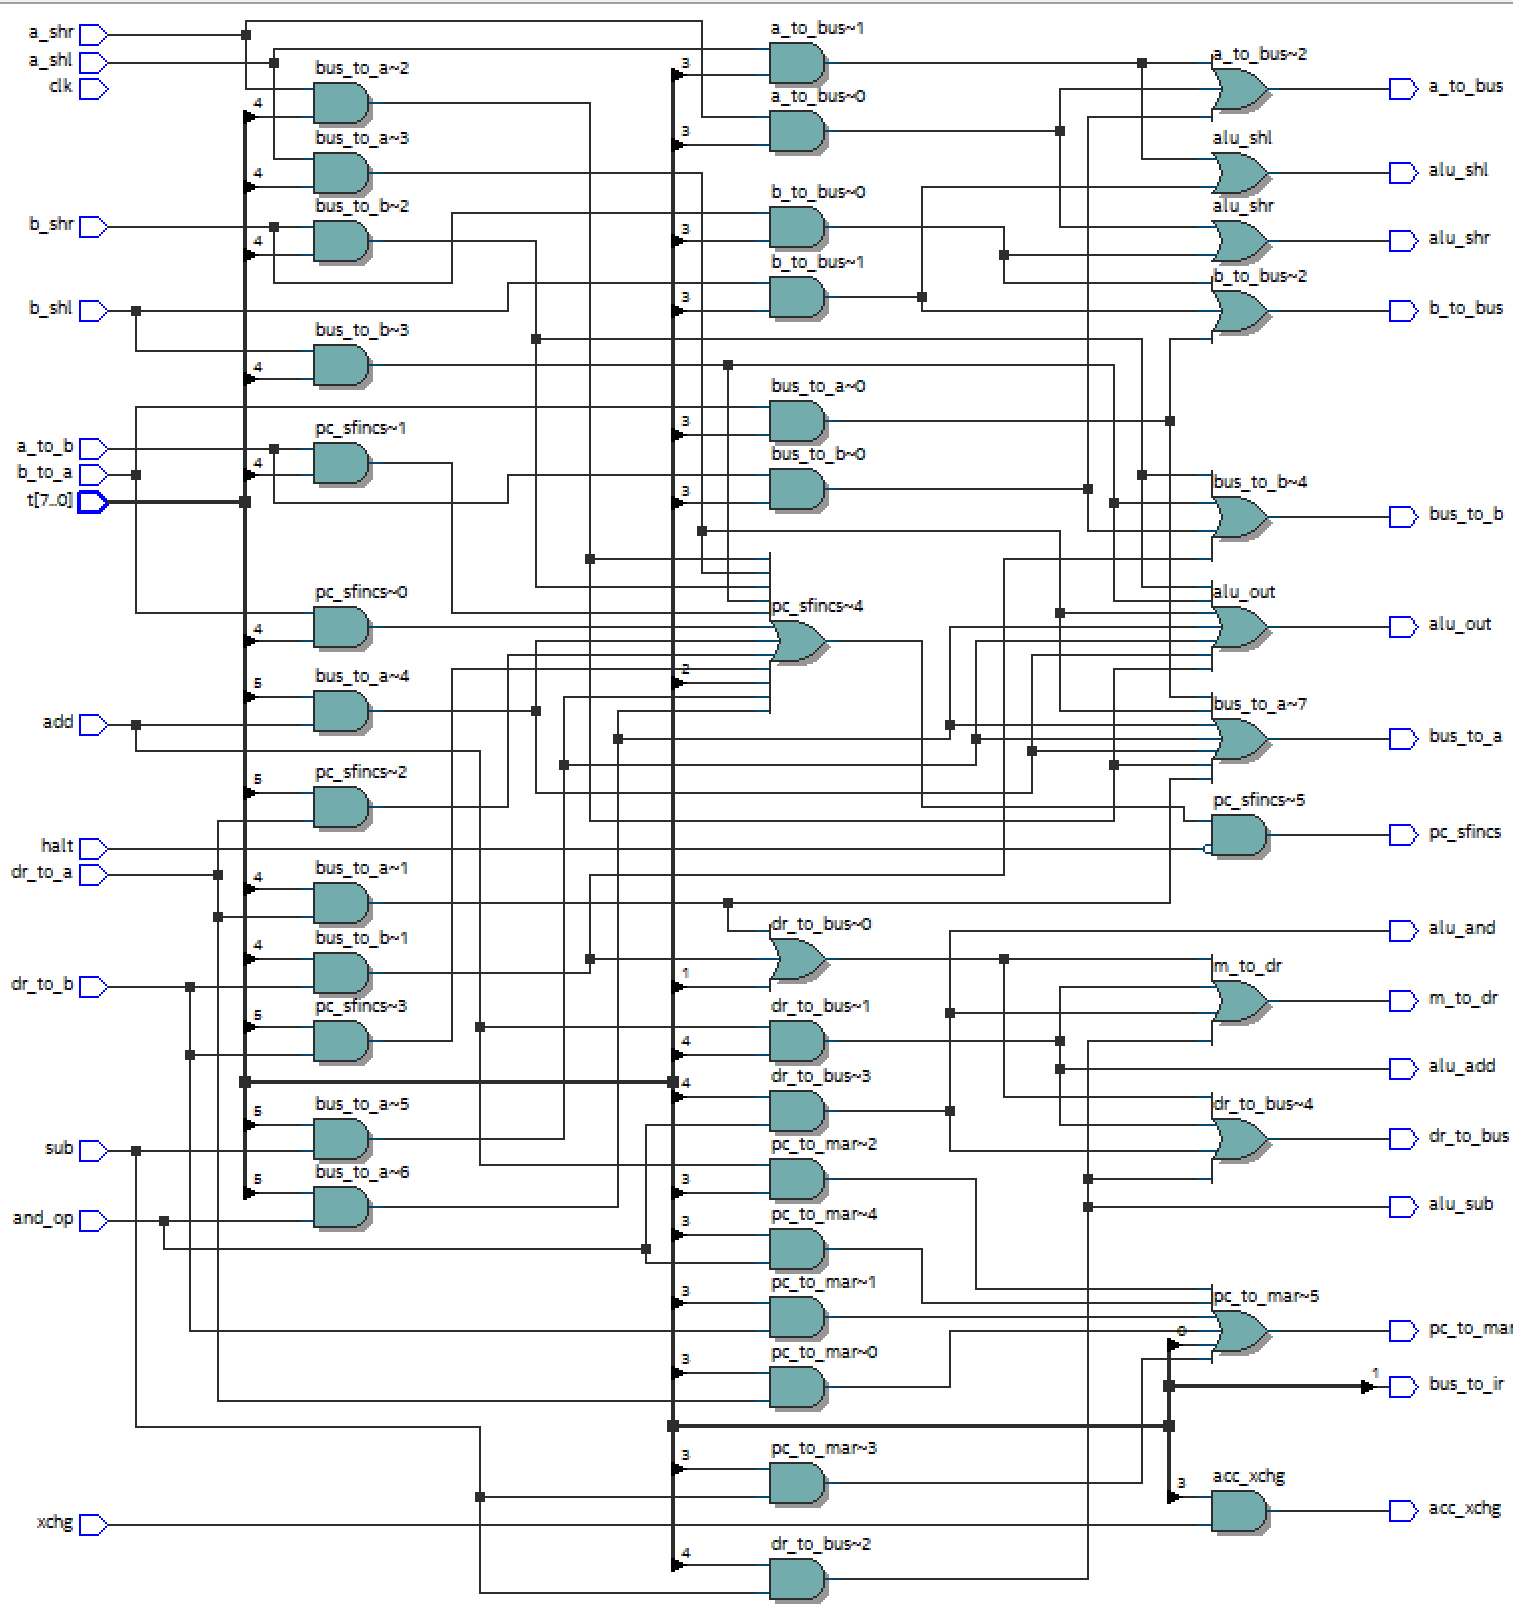 a_shr
a_shl
clk
b_shr
b_shl
a_to_b
b_to_a
t[7..0]
add
halt
dr_to_a
dr_to_b
sub
and_op
xchg
bus_to_a~2
4
bus_to_a~3
4
bus_to_b~2
4
bus_to_b~3
4
pc_sfincs~1
4
pc_sfincs~0
4
bus_to_a~4
5
pc_sfincs~2
5
bus_to_a~1
4
bus_to_b~1
4
pc_sfincs~3
5
bus_to_a~5
5
bus_to_a~6
5
a_to_bus~1
3
a_to_bus~0
3
b_to_bus~0
3
b_to_bus~1
3
bus_to_a~0
3
bus_to_b~0
3
pc_sfincs~4
2
dr_to_bus~0
1
dr_to_bus~1
4
dr_to_bus~3
4
pc_to_mar~2
3
pc_to_mar~4
3
pc_to_mar~1
3
pc_to_mar~0
3
pc_to_mar~3
3
dr_to_bus~2
4
a_to_bus~2
alu_shl
alu_shr
b_to_bus~2
bus_to_b~4
alu_out
bus_to_a~7
pc_sfincs~5
m_to_dr
dr_to_bus~4
pc_to_mar~5
0
1
acc_xchg
3
a_to_bus
alu_shl
alu_shr
b_to_bus
bus_to_b
alu_out
bus_to_a
pc_sfincs
alu_and
m_to_dr
alu_add
dr_to_bus
alu_sub
pc_to_mar
bus_to_ir
acc_xchg